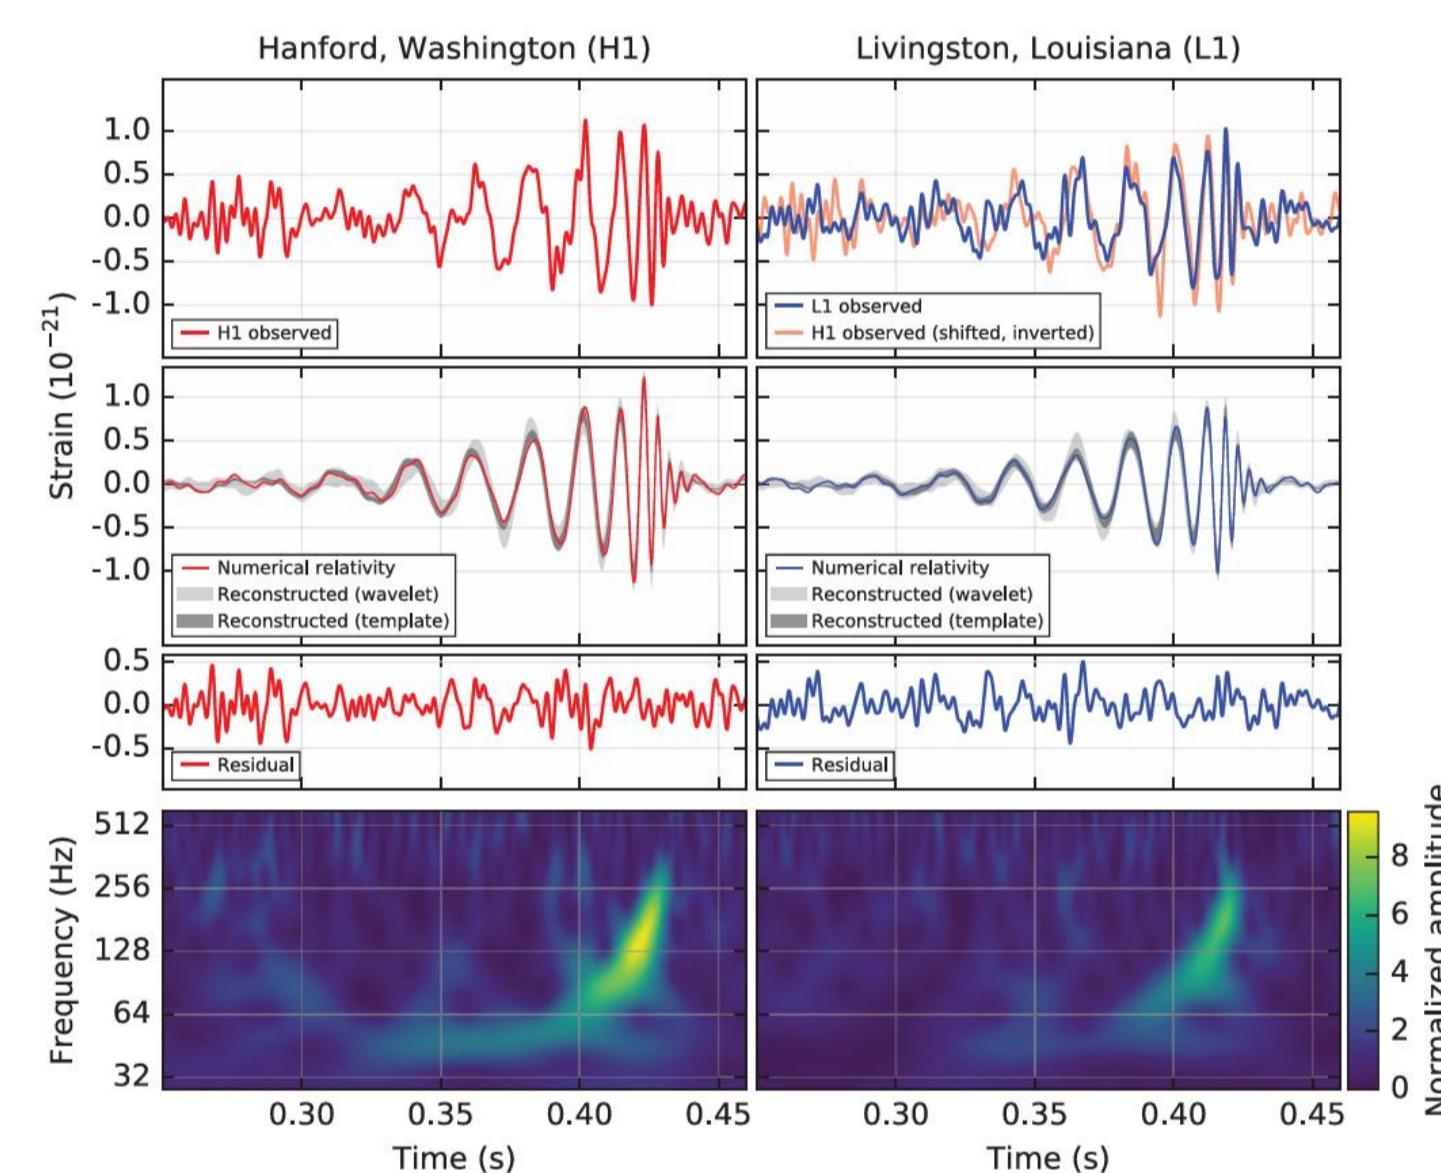 Hanford, Washington (H1)
Livingston, Louisiana (L1)
Strain (10⁻²¹)
1.0
0.5
0.0
-0.5
-1.0
H1 observed
L1 observed
H1 observed (shifted, inverted)
1.0
0.5
0.0
-0.5
-1.0
Numerical relativity
Reconstructed (wavelet)
Reconstructed (template)
Numerical relativity
Reconstructed (wavelet)
Reconstructed (template)
0.5
0.0
-0.5
Residual
Residual
Frequency (Hz)
512
256
128
64
32
0.30 0.35 0.40 0.45
0.30 0.35 0.40 0.45
Time (s)
Time (s)
8
6
4
2
0
Normalized amplitude